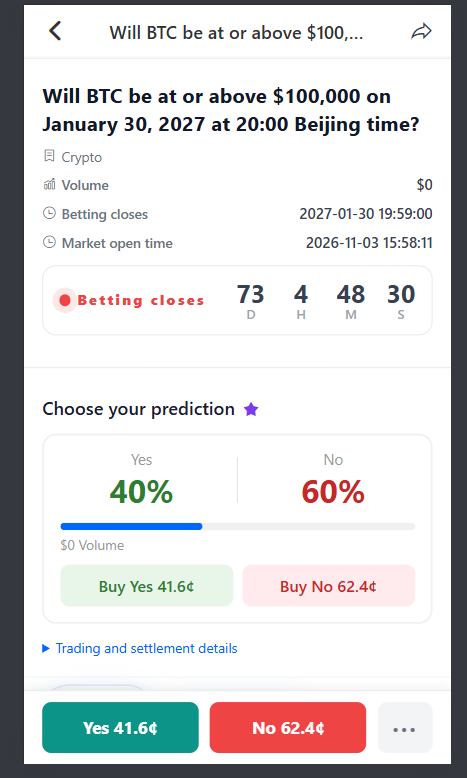 Will BTC be at or above $100,...
Will BTC be at or above $100,000 on
January 30, 2027 at 20:00 Beijing time?
Crypto
Volume $0
Betting closes 2027-01-30 19:59:00
Market open time 2026-11-03 15:58:11
Betting closes 73 4 48 30
D H M S
Choose your prediction
Yes No
40% 60%
$0 Volume
Buy Yes 41.6¢ Buy No 62.4¢
Trading and settlement details
Yes 41.6¢ No 62.4¢ ...